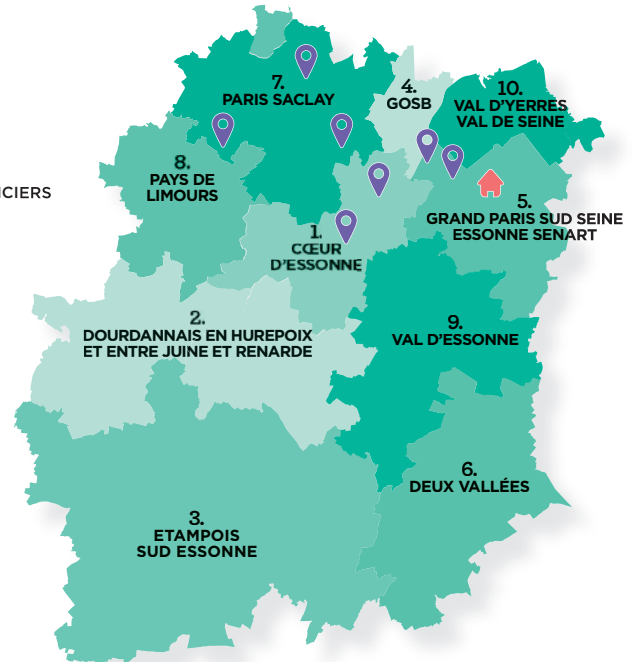 7.
PARIS SACLAY
4.
GOSB
10.
VAL D'YERRES
VAL DE SEINE
8.
PAYS DE
LIMOURS
NCIERS
5.
GRAND PARIS SUD SEINE
ESSONNE SENART
1.
CŒUR
D'ESSONNE
2.
DOURDANNAIS EN HUREPOIX
ET ENTRE JUINE ET RENARDE
9.
VAL D'ESSONNE
6.
DEUX VALLÉES
3.
ETAMPOIS
SUD ESSONNE